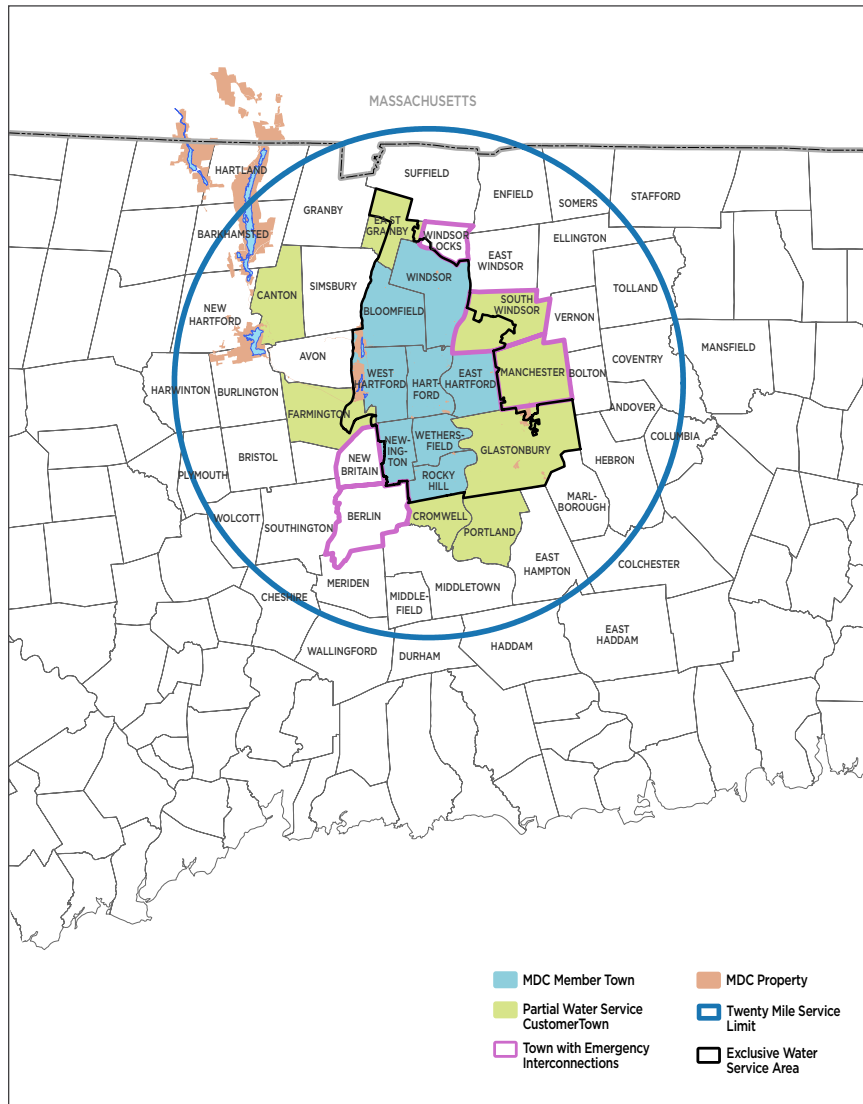 MASSACHUSETTS
HARTLAND
SUFFIELD
ENFIELD
SOMERS
STAFFORD
GRANBY
EAST
GRANBY
WINDSOR
LOCKS
BARKHAMSTED
ELLINGTON
EAST
WINDSOR
WINDSOR
SIMSBURY
CANTON
TOLLAND
NEW
HARTFORD
BLOOMFIELD
SOUTH
WINDSOR
VERNON
AVON
MANSFIELD
COVENTRY
WEST
HARTFORD
HART-
FORD
EAST
HARTFORD
MANCHESTER
BOLTON
HARWINTON
BURLINGTON
ANDOVER
FARMINGTON
COLUMBIA
WETHERS-
FIELD
NEW-
ING-
TON
GLASTONBURY
BRISTOL
NEW
BRITAIN
HEBRON
PLYMOUTH
ROCKY
HILL
MARL-
BOROUGH
WOLCOTT
SOUTHINGTON
BERLIN
CROMWELL
PORTLAND
EAST
HAMPTON
COLCHESTER
MERIDEN
MIDDLETOWN
CHESHIRE
MIDDLE-
FIELD
EAST
HADDAM
WALLINGFORD
DURHAM
HADDAM
MDC Member Town
Partial Water Service
CustomerTown
Town with Emergency
Interconnections
MDC Property
Twenty Mile Service
Limit
Exclusive Water
Service Area